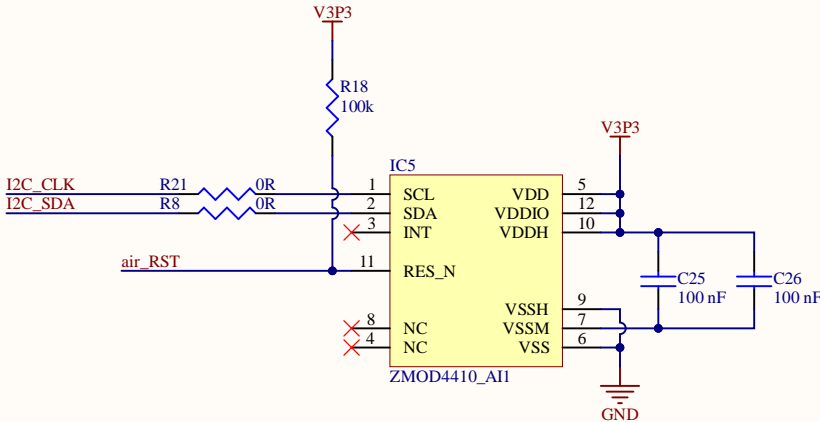 V3P3
R18
100k
V3P3
IC5
I2C_CLK R21 0R 1 SCL VDD 5
I2C_SDA R8 0R 2 SDA VDDIO 12
3 INT VDDH 10
air_RST 11 RES_N
C25 C26
100 nF 100 nF
VSSH 9
8 NC VSSM 7
4 NC VSS 6
ZMOD4410_AI1
GND